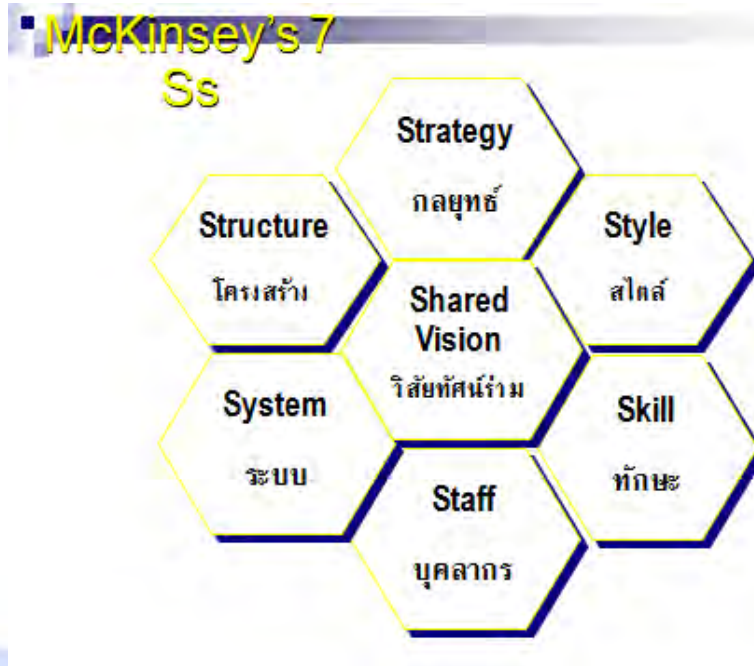 McKinsey's 7
Ss
Strategy
กลยุทธ์
Structure
โครงสร้าง
Style
สไตล์
Shared
Vision
วิสัยทัศน์ร่วม
System
ระบบ
Skill
ทักษะ
Staff
บุคลากร